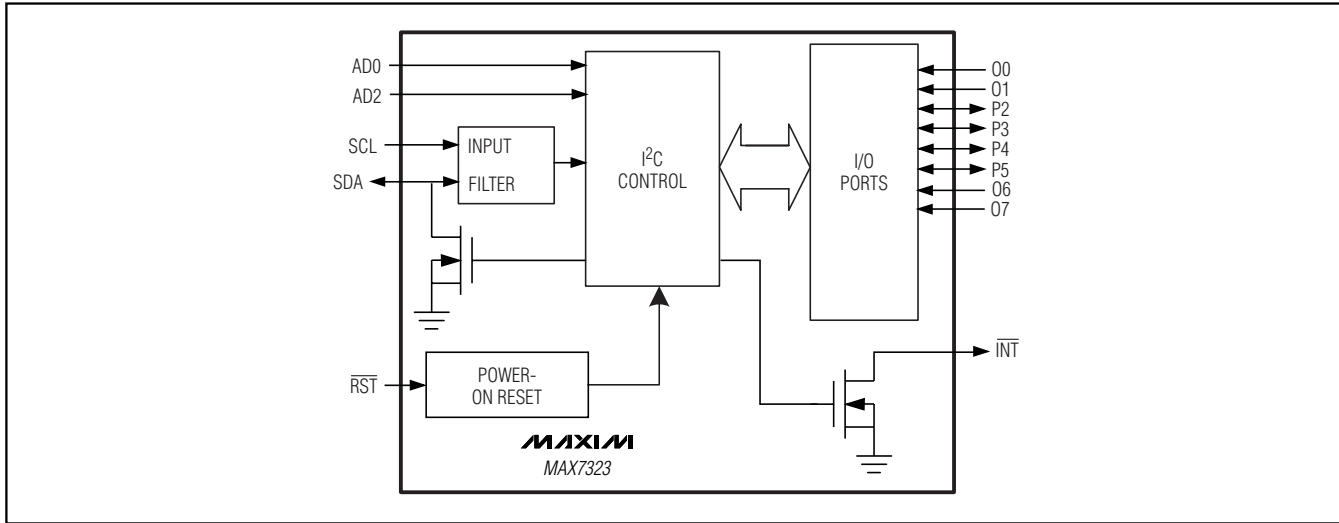 AD0
AD2
SCL
SDA
INPUT
FILTER
I²C
CONTROL
I/O
PORTS
O0
O1
P2
P3
P4
P5
O6
O7
INT
RST
POWER-
ON RESET
MAXIM
MAX7323